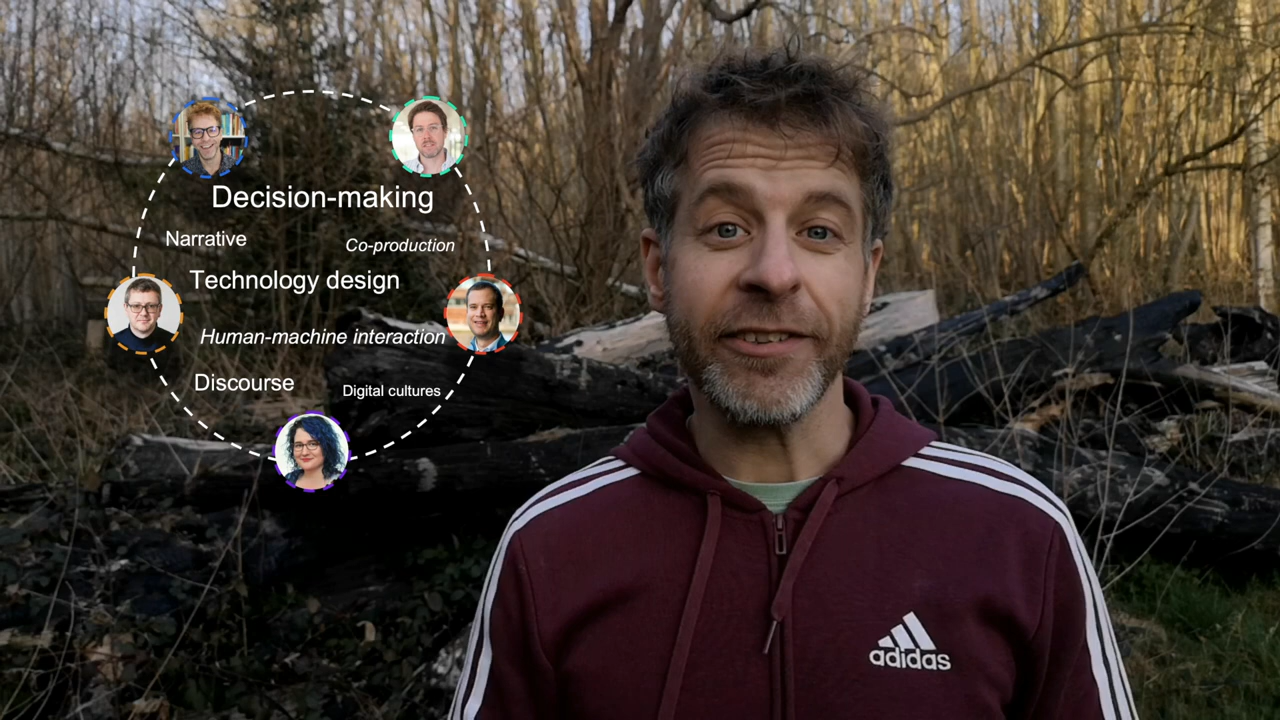 Decision-making
Narrative
Co-production
Technology design
Human-machine interaction
Discourse
Digital cultures
adidas